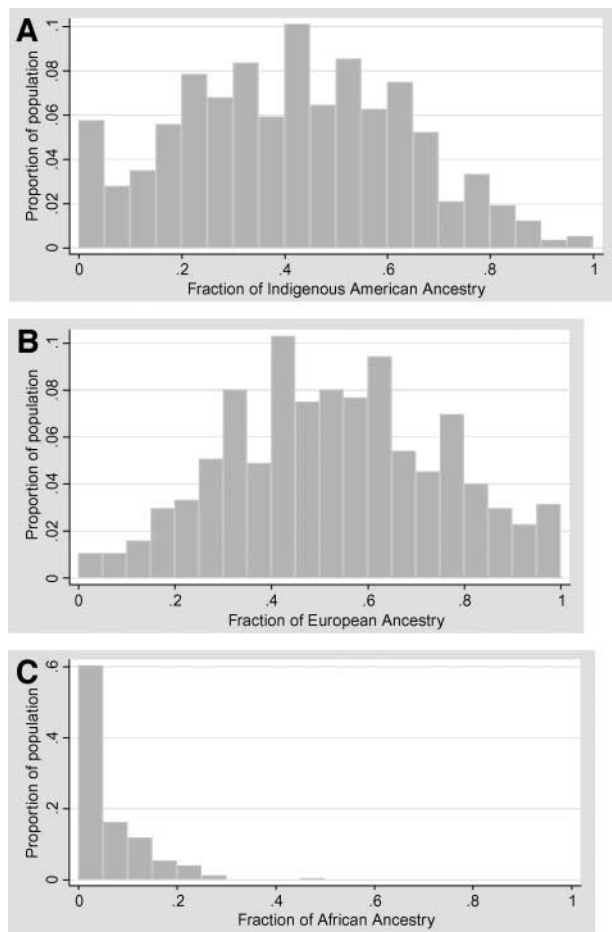 A
Proportion of population
.1
.08
.06
.04
.02
0
0 .2 .4 .6 .8 1
Fraction of Indigenous American Ancestry
B
Proportion of population
.1
.08
.06
.04
.02
0
0 .2 .4 .6 .8 1
Fraction of European Ancestry
C
Proportion of population
.6
.4
.2
0
0 .2 .4 .6 .8 1
Fraction of African Ancestry